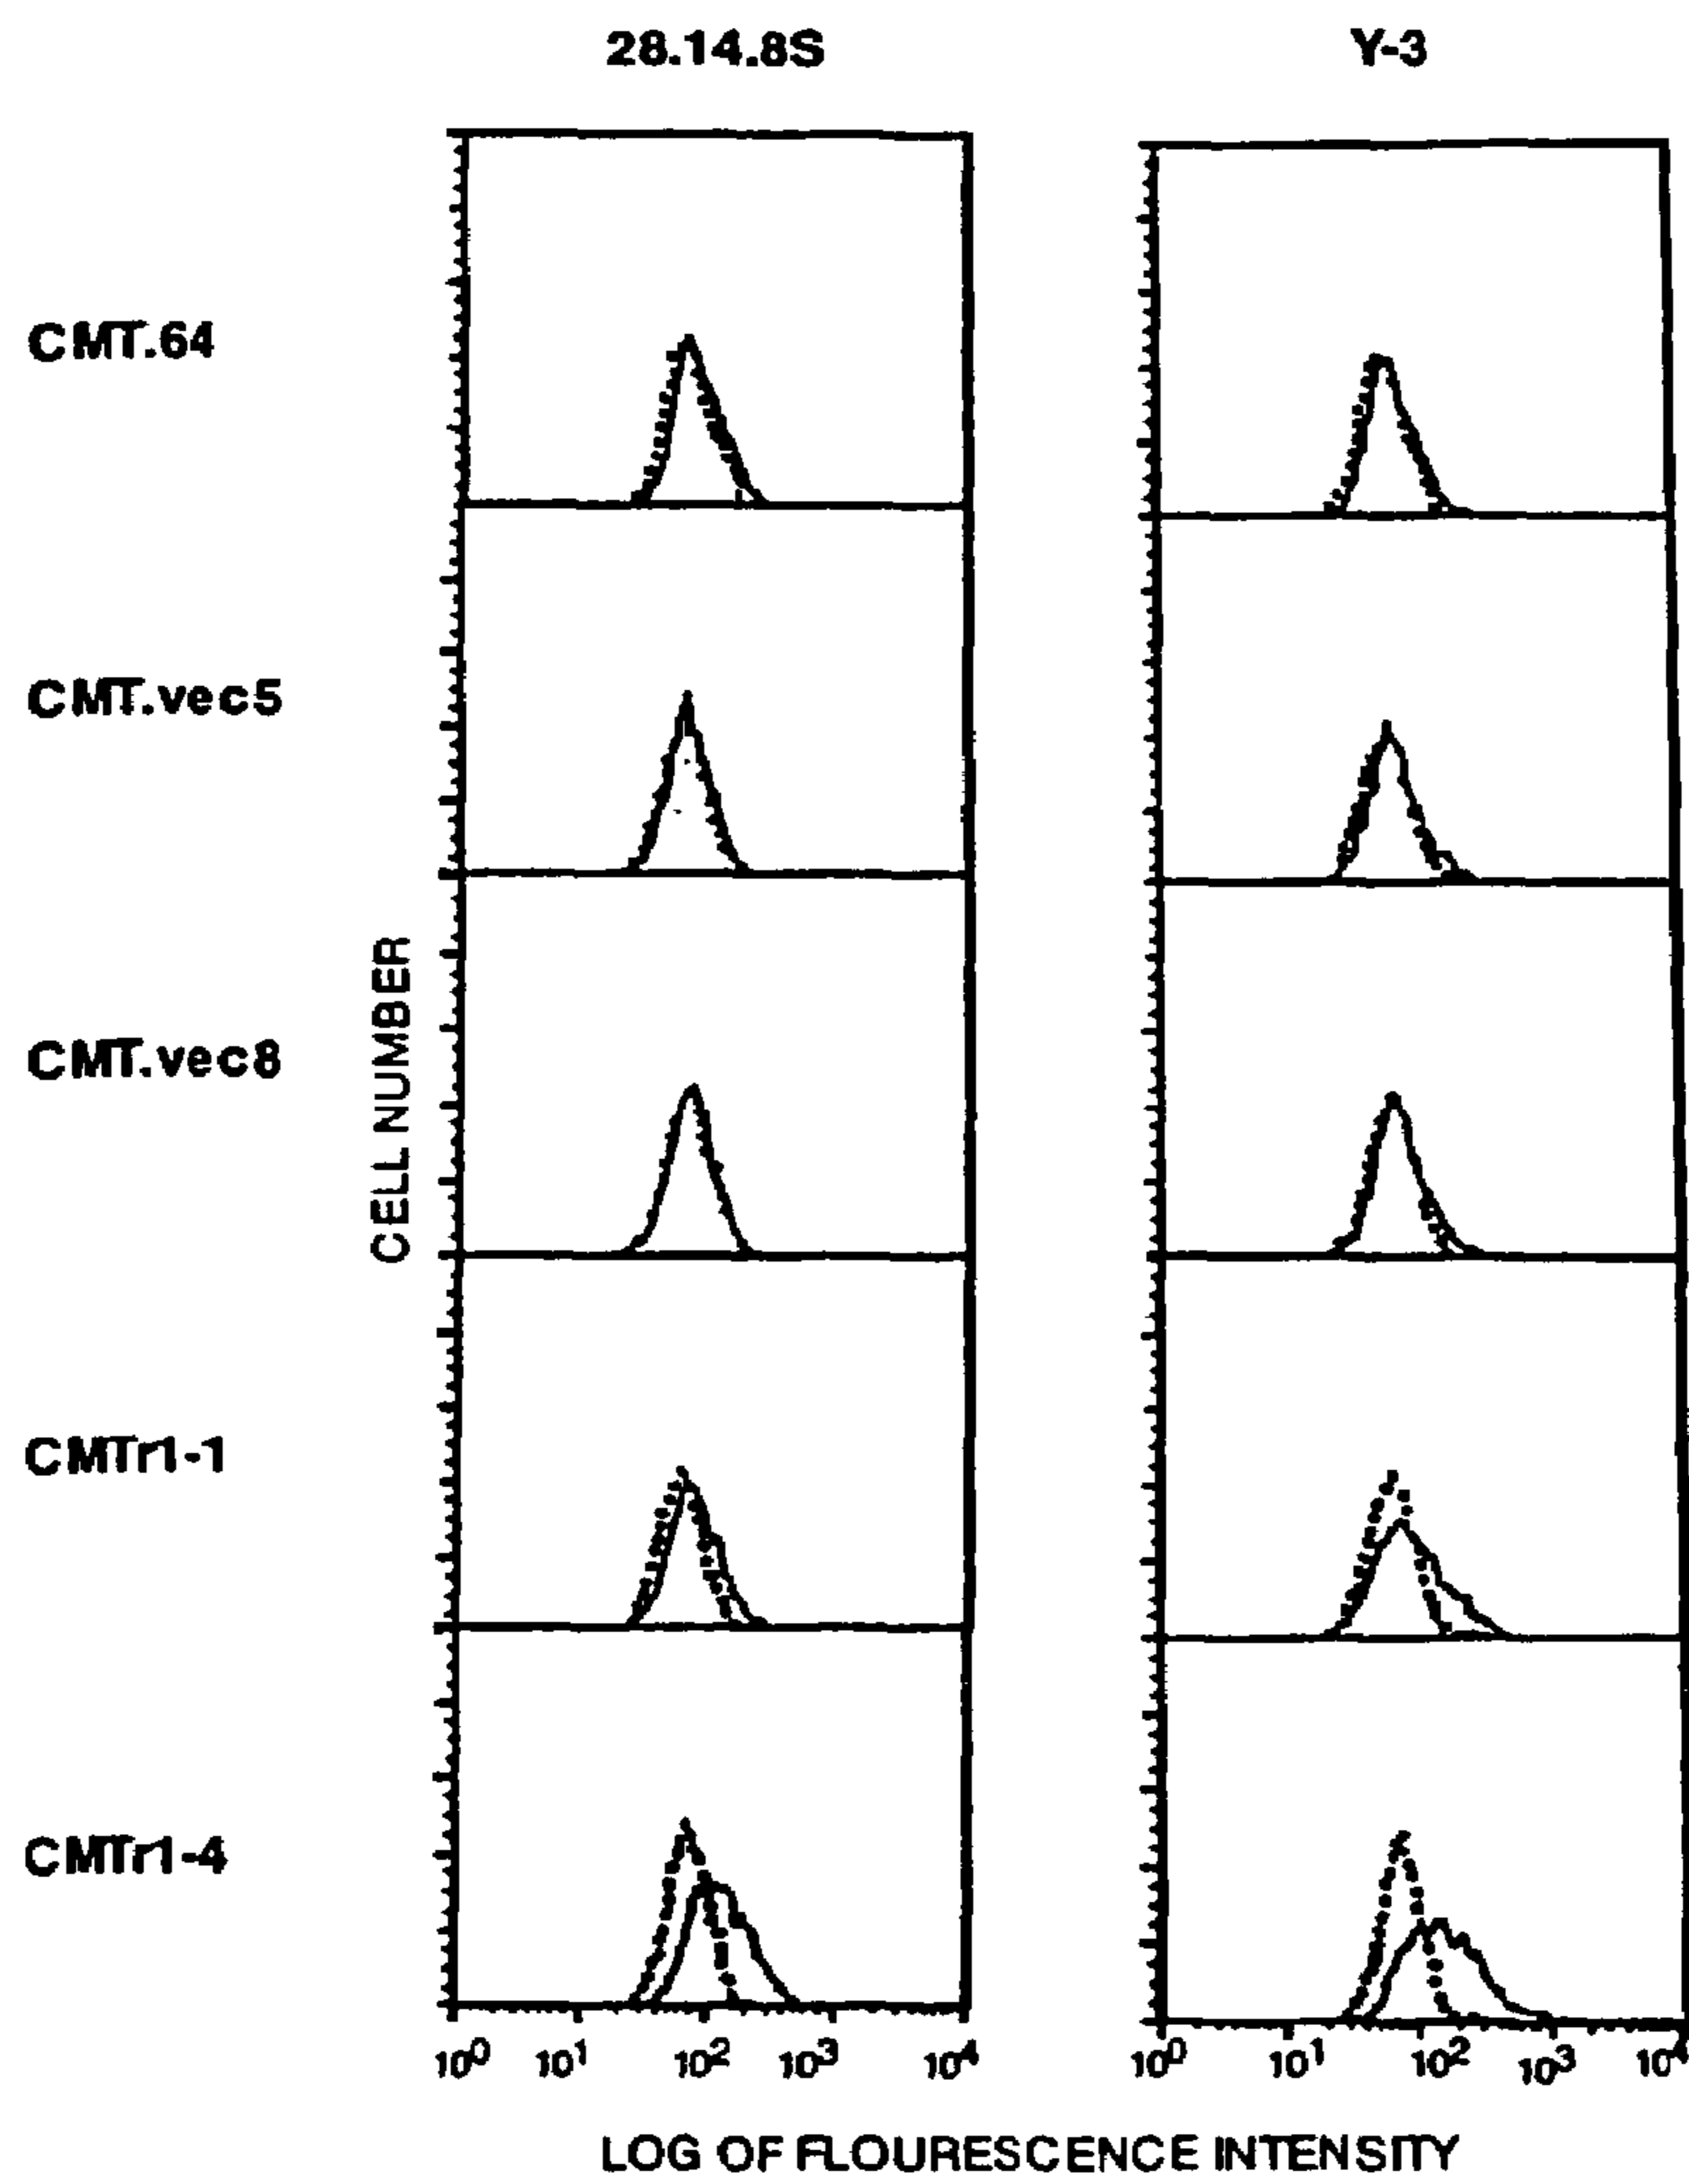 28.14.8S Y-3
CMT.64
CMT.vec5
CMT.vec8
CMTr1-1
CMTr1-4
CELL NUMBER
10⁰ 10¹ 10² 10³ 10⁴ 10⁰ 10¹ 10² 10³ 10⁴
LOG OF FLOURESCENCE INTENSITY